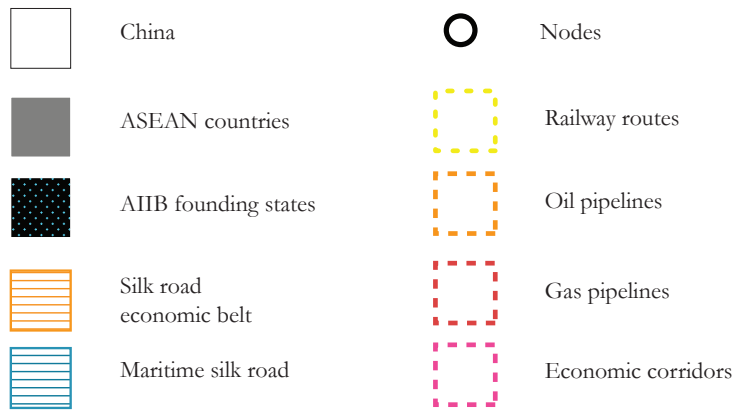 China
ASEAN countries
AIIB founding states
Silk road
economic belt
Maritime silk road
Nodes
Railway routes
Oil pipelines
Gas pipelines
Economic corridors